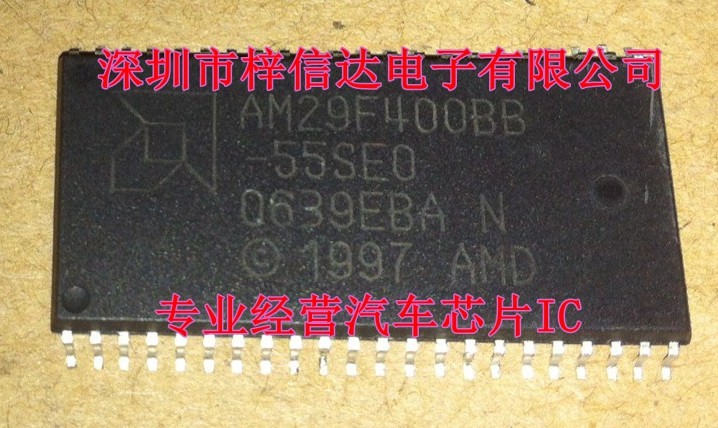 深圳市梓信达电子有限公司
AM29F400BB
-55SE0
0639EBA N
© 1997 AMD
专业经营汽车芯片IC